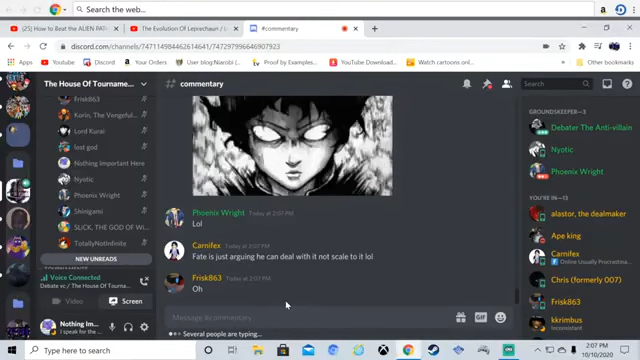 Search the web...
[25] How to Beat the ALIEN PAT
The Evolution Of Leprechaun / L
#commentary
discord.com/channels/747114984462614641/747297996646907923
YouTube
Maps
Translate
News
Discord
Your Orders
User blog:Nasrobi
Proof by Examples
Suggest
Watch cartoons onl
Other bookmarks
The House Of Tourname...
commentary
Search
Frisk863
Korin, The Vengeful
Lord Kurai
lost god
Nothing Important Here
Nyotic
Phoenix Wright
Shinigami
SLICK, THE GOD OF W
TotallyNotInfinite
NEW UNREADS
Voice Connected
Debate vc / The House Of Tourna...
Video
Screen
Nothing Im...
i speak for the
Phoenix Wright Today at 2:07 PM
Lol
Carnifex Today at 2:07 PM
Fate is just arguing he can deal with it not scale to it lol
Frisk863 Today at 2:07 PM
Oh
Message #commentary
GIF
Several people are typing...
GROUNDSKEEPER—3
Debater The Anti-villain
Nyotic
Phoenix Wright
YOU'RE IN—13
alastor, the dealmaker
Ape king
Carnifex
Online Usually Procrastina
Chris (formerly 007)
Frisk863
kkrimbus
Inconsistent
Type here to search
2:07 PM
10/10/2020